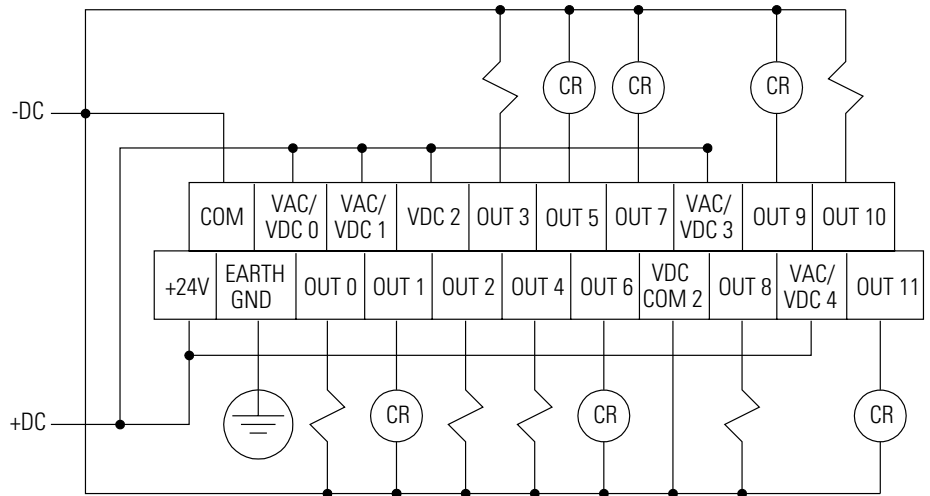 CR CR CR
-DC
COM VAC/ VDC 0 VAC/ VDC 1 VDC 2 OUT 3 OUT 5 OUT 7 VAC/ VDC 3 OUT 9 OUT 10
+24V EARTH GND OUT 0 OUT 1 OUT 2 OUT 4 OUT 6 VDC COM 2 OUT 8 VAC/ VDC 4 OUT 11
+DC CR CR CR